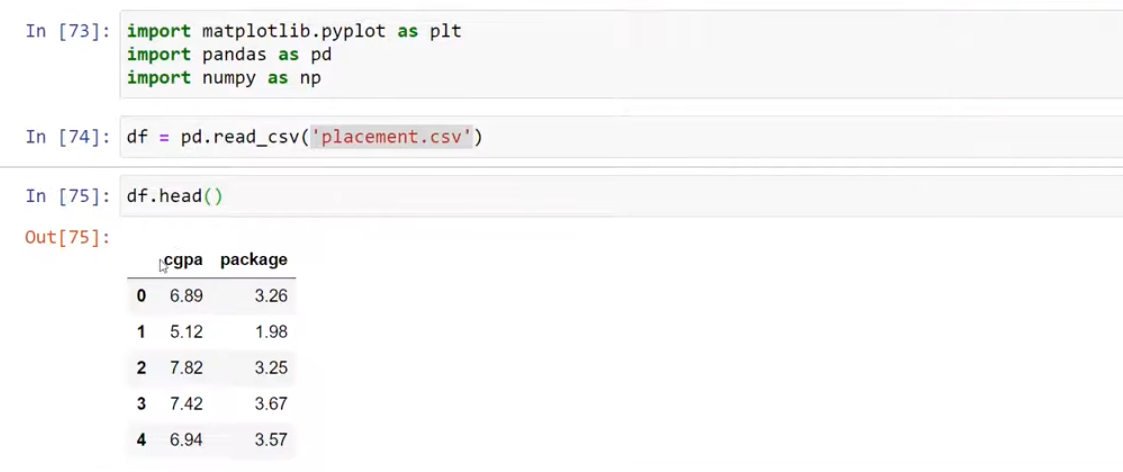 In [73]: import matplotlib.pyplot as plt
import pandas as pd
import numpy as np
In [74]: df = pd.read_csv('placement.csv')
In [75]: df.head()
Out[75]:
cgpa package
0 6.89 3.26
1 5.12 1.98
2 7.82 3.25
3 7.42 3.67
4 6.94 3.57